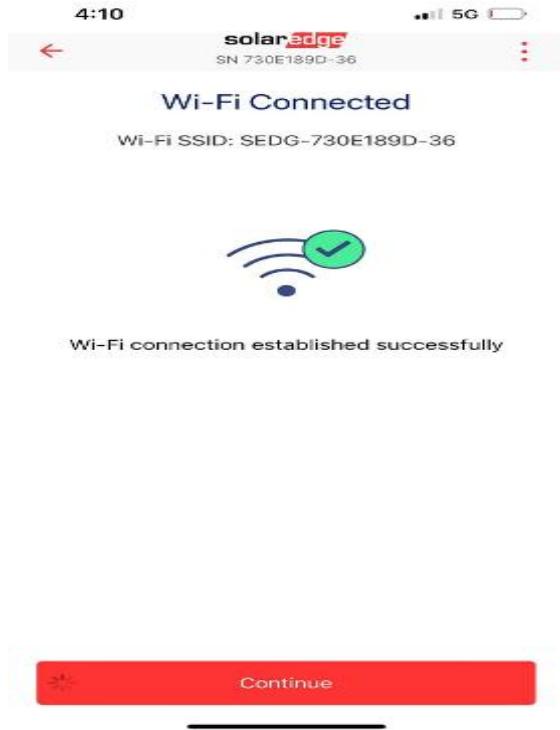 4:10 5G
solaredge
SN 730E189D-36
Wi-Fi Connected
Wi-Fi SSID: SEDG-730E189D-36
Wi-Fi connection established successfully
Continue